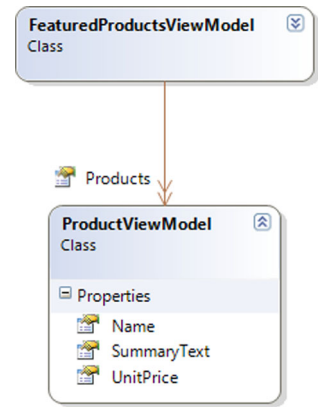 FeaturedProductsViewModel
Class
Products
ProductViewModel
Class
Properties
Name
SummaryText
UnitPrice